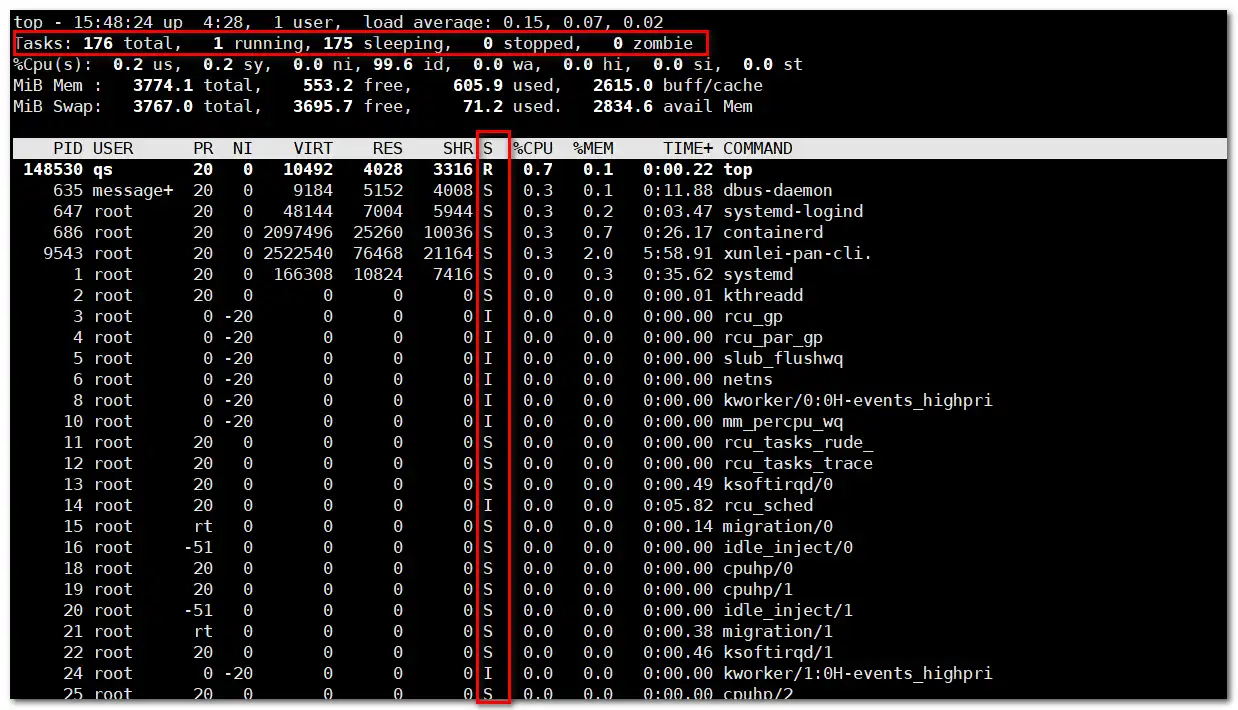 top - 15:48:24 up  4:28,  1 user,  load average: 0.15, 0.07, 0.02
Tasks: 176 total,   1 running, 175 sleeping,   0 stopped,   0 zombie
%Cpu(s):  0.2 us,  0.2 sy,  0.0 ni, 99.6 id,  0.0 wa,  0.0 hi,  0.0 si,  0.0 st
MiB Mem :   3774.1 total,    553.2 free,    605.9 used,   2615.0 buff/cache
MiB Swap:   3767.0 total,   3695.7 free,     71.2 used.   2834.6 avail Mem
PID USER      PR  NI    VIRT    RES    SHR S  %CPU  %MEM     TIME+ COMMAND
148530 qs        20   0   10492   4028   3316 R   0.7   0.1   0:00.22 top
635 message+  20   0    9184   5152   4008 S   0.3   0.1   0:11.88 dbus-daemon
647 root      20   0   48144   7004   5944 S   0.3   0.2   0:03.47 systemd-logind
686 root      20   0 2097496  25260  10036 S   0.3   0.7   0:26.17 containerd
9543 root      20   0 2522540  76468  21164 S   0.3   2.0   5:58.91 xunlei-pan-cli.
1 root      20   0  166308  10824   7416 S   0.0   0.3   0:35.62 systemd
2 root      20   0       0      0      0 S   0.0   0.0   0:00.01 kthreadd
3 root       0 -20       0      0      0 I   0.0   0.0   0:00.00 rcu_gp
4 root       0 -20       0      0      0 I   0.0   0.0   0:00.00 rcu_par_gp
5 root       0 -20       0      0      0 I   0.0   0.0   0:00.00 slub_flushwq
6 root       0 -20       0      0      0 I   0.0   0.0   0:00.00 netns
8 root       0 -20       0      0      0 I   0.0   0.0   0:00.00 kworker/0:0H-events_highpri
10 root       0 -20       0      0      0 I   0.0   0.0   0:00.00 mm_percpu_wq
11 root      20   0       0      0      0 S   0.0   0.0   0:00.00 rcu_tasks_rude_
12 root      20   0       0      0      0 S   0.0   0.0   0:00.00 rcu_tasks_trace
13 root      20   0       0      0      0 S   0.0   0.0   0:00.49 ksoftirqd/0
14 root      20   0       0      0      0 I   0.0   0.0   0:05.82 rcu_sched
15 root      rt   0       0      0      0 S   0.0   0.0   0:00.14 migration/0
16 root     -51   0       0      0      0 S   0.0   0.0   0:00.00 idle_inject/0
18 root      20   0       0      0      0 S   0.0   0.0   0:00.00 cpuhp/0
19 root      20   0       0      0      0 S   0.0   0.0   0:00.00 cpuhp/1
20 root     -51   0       0      0      0 S   0.0   0.0   0:00.00 idle_inject/1
21 root      rt   0       0      0      0 S   0.0   0.0   0:00.38 migration/1
22 root      20   0       0      0      0 S   0.0   0.0   0:00.46 ksoftirqd/1
24 root       0 -20       0      0      0 I   0.0   0.0   0:00.00 kworker/1:0H-events_highpri
25 root      20   0       0      0      0 S   0.0   0.0   0:00.00 cpuhp/2